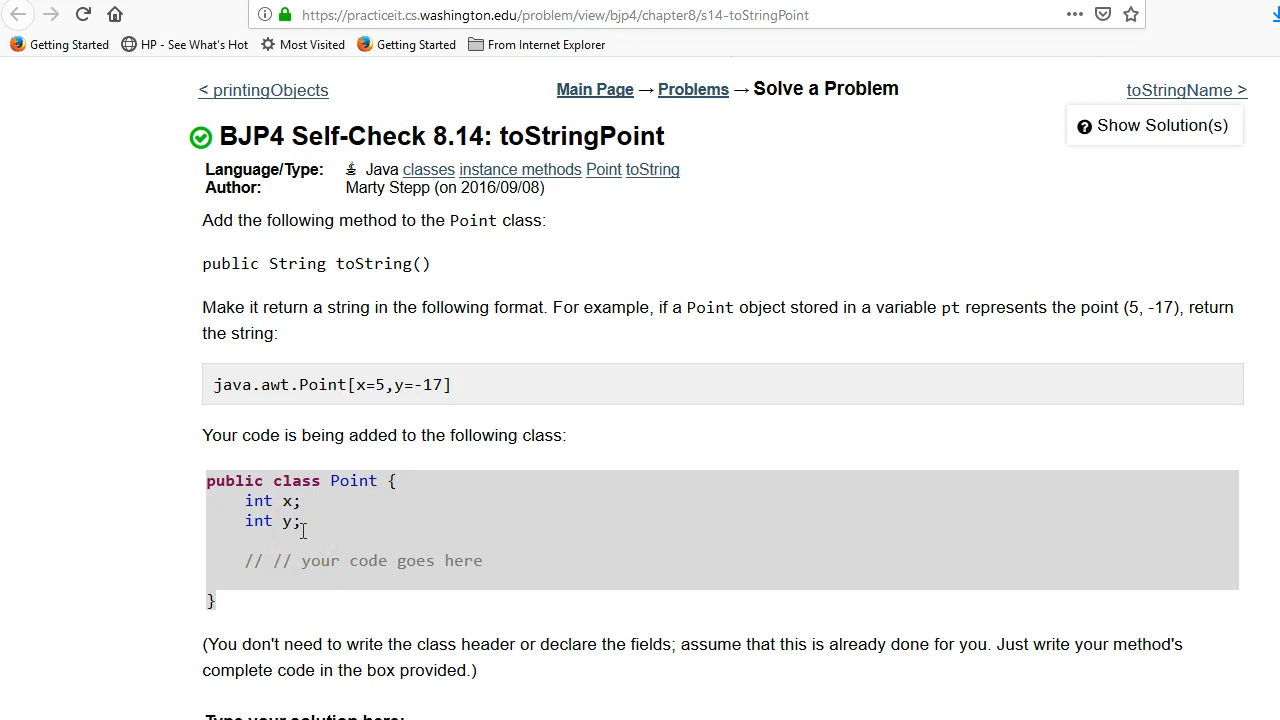 https://practiceit.cs.washington.edu/problem/view/bjp4/chapter8/s14-toStringPoint
Getting Started HP - See What's Hot Most Visited Getting Started From Internet Explorer
< printingObjects Main Page → Problems → Solve a Problem toStringName >
Show Solution(s)
BJP4 Self-Check 8.14: toStringPoint
Language/Type: Java classes instance methods Point toString
Author: Marty Stepp (on 2016/09/08)
Add the following method to the Point class:
public String toString()
Make it return a string in the following format. For example, if a Point object stored in a variable pt represents the point (5, -17), return
the string:
java.awt.Point[x=5,y=-17]
Your code is being added to the following class:
public class Point {
int x;
int y;
// // your code goes here
}
(You don't need to write the class header or declare the fields; assume that this is already done for you. Just write your method's
complete code in the box provided.)
Type your solution here: